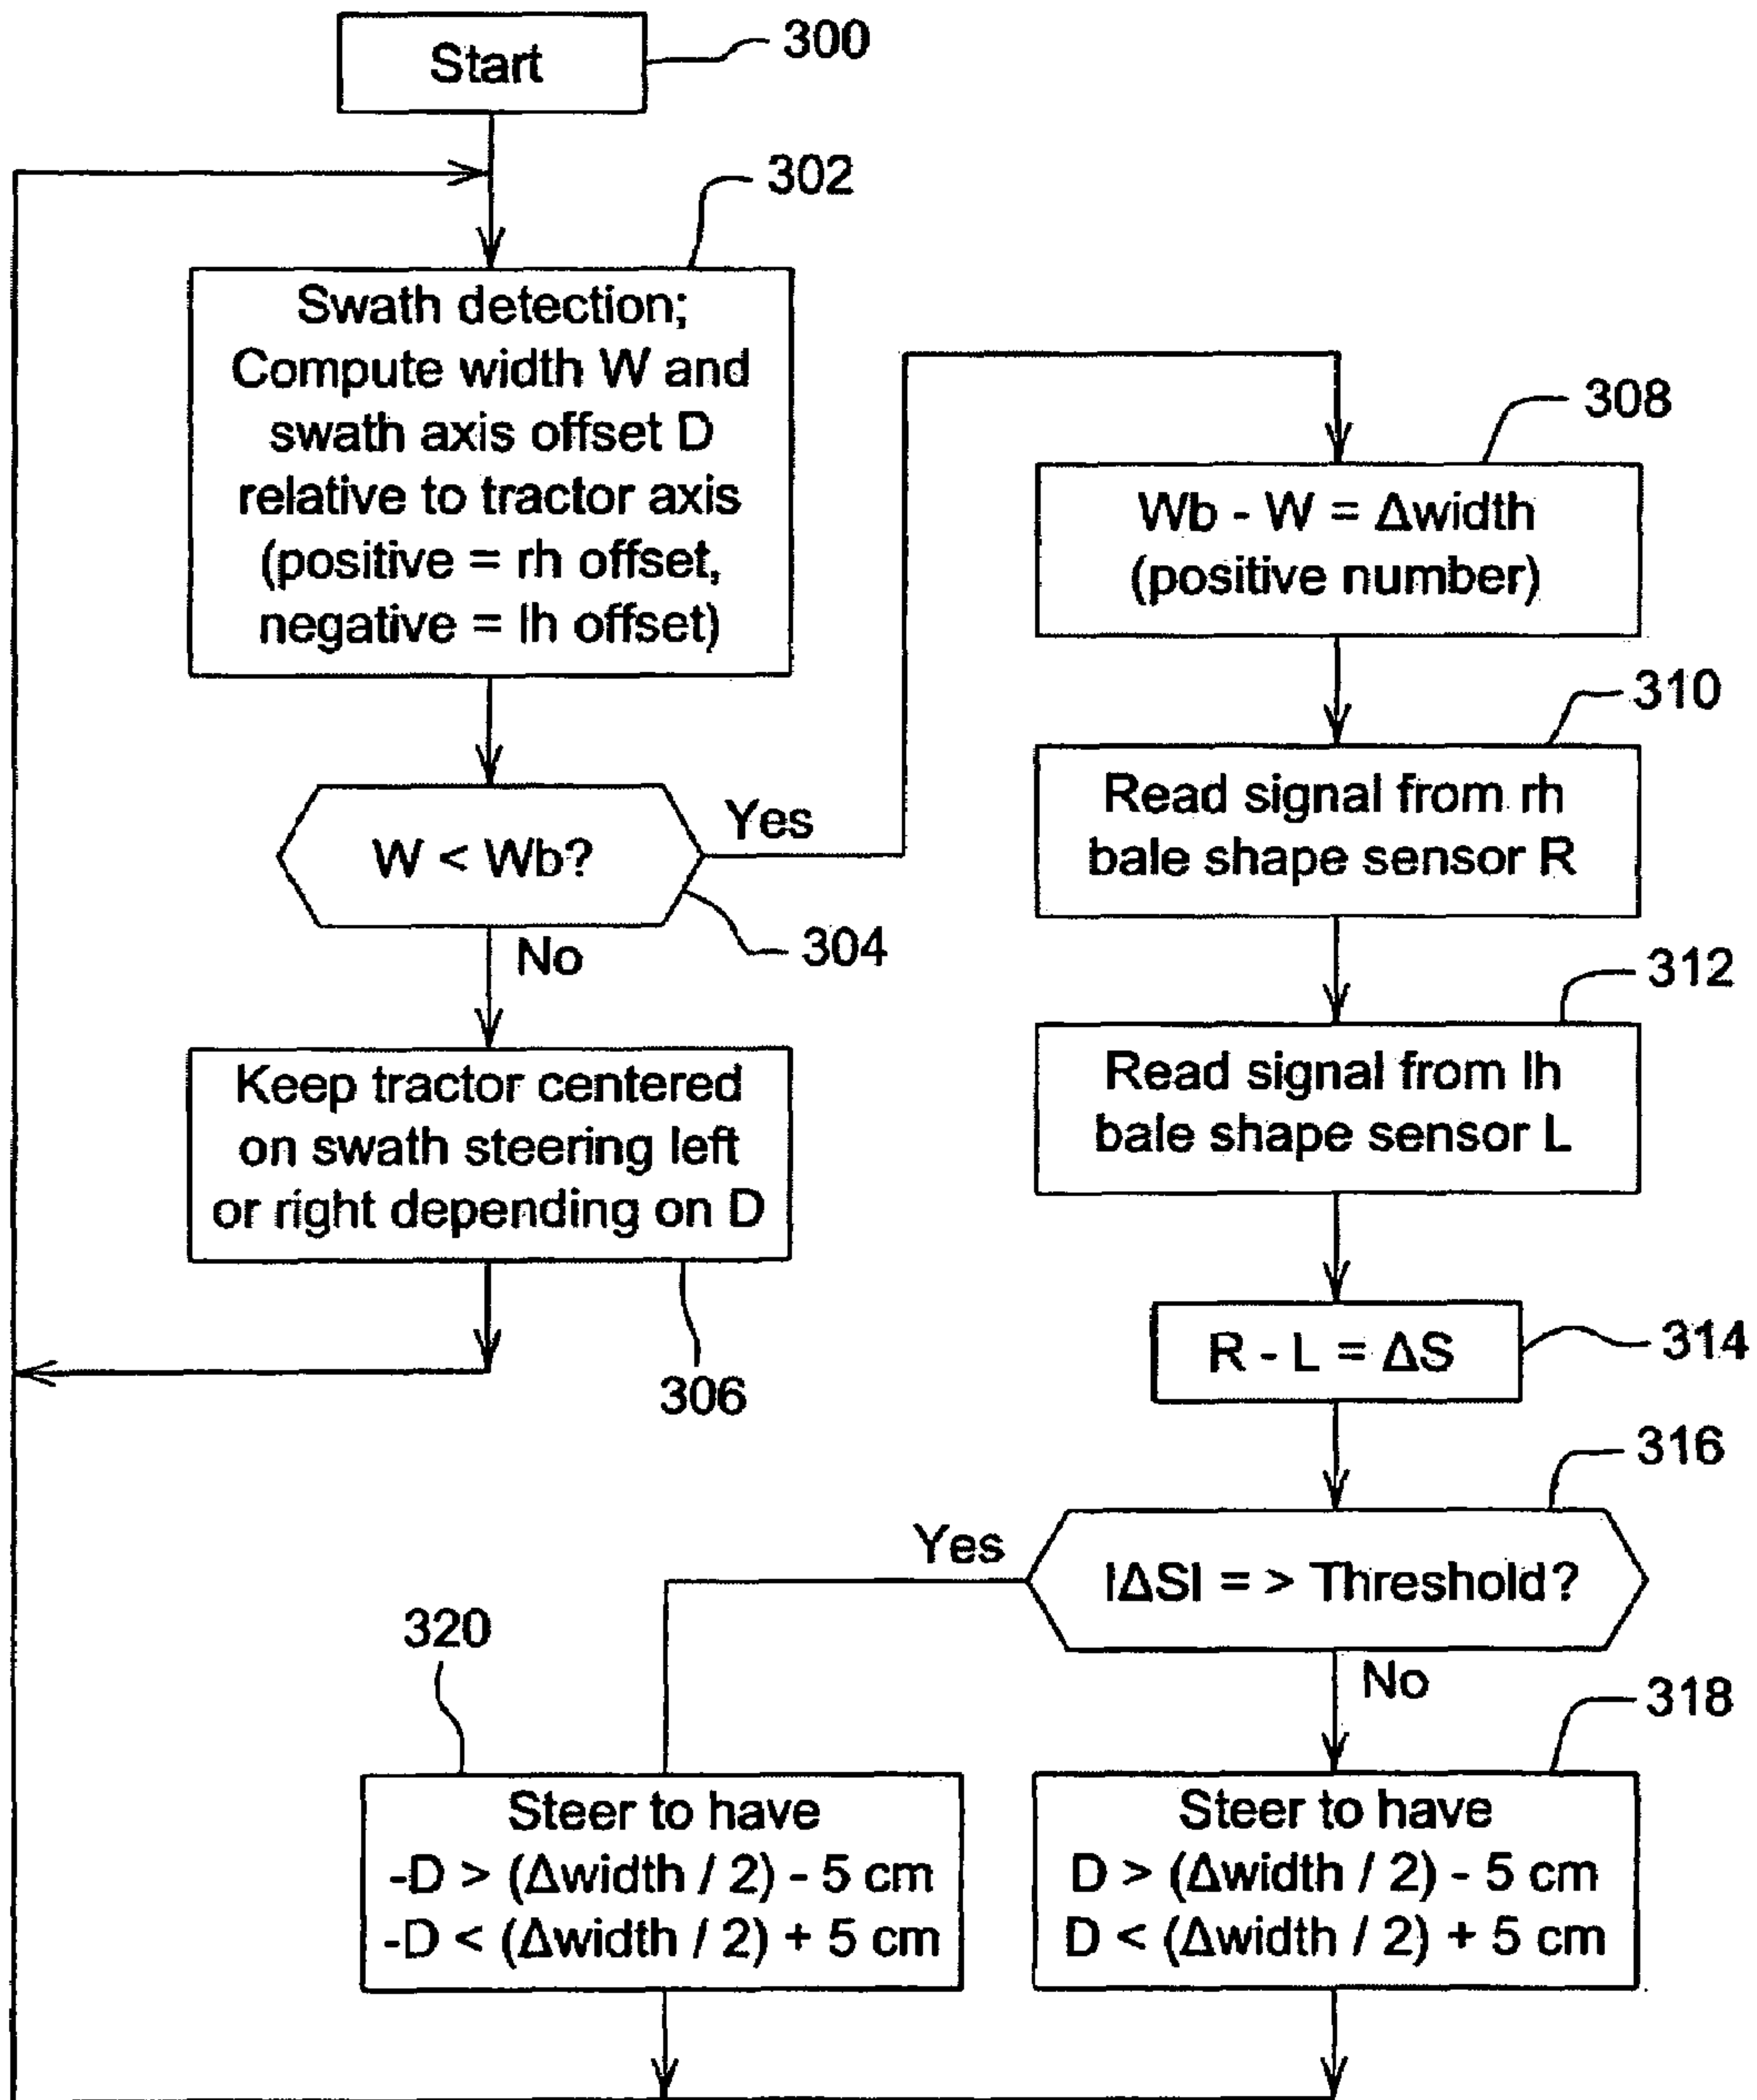 Start
300
302
Swath detection;
Compute width W and
swath axis offset D
relative to tractor axis
(positive = rh offset,
negative = lh offset)
W < Wb?
Yes
304
No
Keep tractor centered
on swath steering left
or right depending on D
306
308
Wb - W = Δwidth
(positive number)
310
Read signal from rh
bale shape sensor R
312
Read signal from lh
bale shape sensor L
R - L = ΔS
314
316
|ΔS| = > Threshold?
Yes
No
320
Steer to have
-D > (Δwidth / 2) - 5 cm
-D < (Δwidth / 2) + 5 cm
318
Steer to have
D > (Δwidth / 2) - 5 cm
D < (Δwidth / 2) + 5 cm